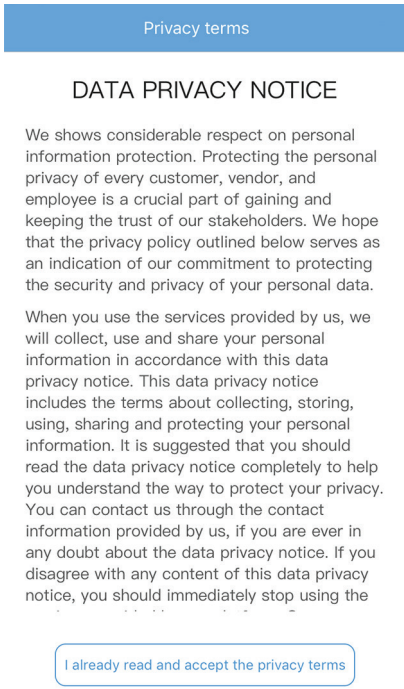 Privacy terms
DATA PRIVACY NOTICE
We shows considerable respect on personal
information protection. Protecting the personal
privacy of every customer, vendor, and
employee is a crucial part of gaining and
keeping the trust of our stakeholders. We hope
that the privacy policy outlined below serves as
an indication of our commitment to protecting
the security and privacy of your personal data.
When you use the services provided by us, we
will collect, use and share your personal
information in accordance with this data
privacy notice. This data privacy notice
includes the terms about collecting, storing,
using, sharing and protecting your personal
information. It is suggested that you should
read the data privacy notice completely to help
you understand the way to protect your privacy.
You can contact us through the contact
information provided by us, if you are ever in
any doubt about the data privacy notice. If you
disagree with any content of this data privacy
notice, you should immediately stop using the
I already read and accept the privacy terms